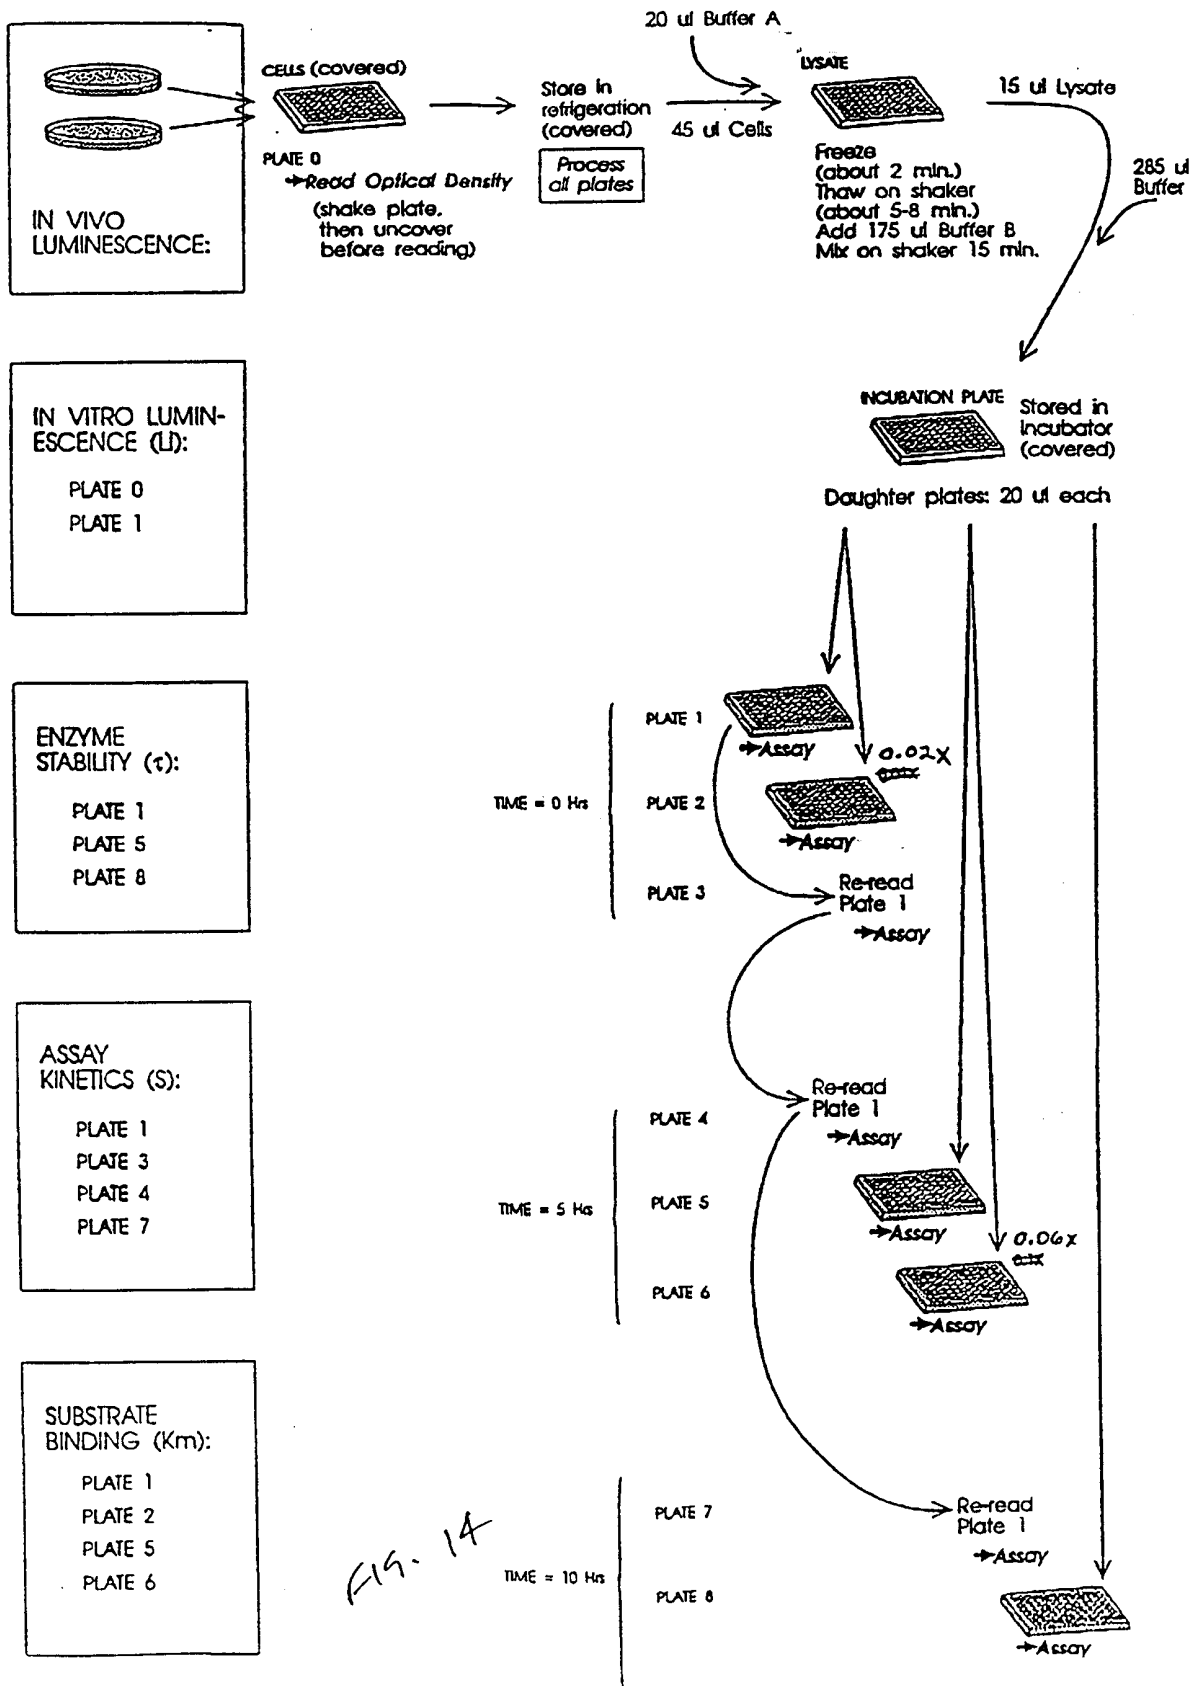 20 ul Buffer A
CELLS (covered)
PLATE 0
Read Optical Density
(shake plate,
then uncover
before reading)
Store in
refrigeration
(covered)
Process
all plates
45 ul Cells
LYSATE
Freeze
(about 2 min.)
Thaw on shaker
(about 5-8 min.)
Add 175 ul Buffer B
Mix on shaker 15 min.
15 ul Lysate
285 ul
Buffer
IN VIVO
LUMINESCENCE:
INCUBATION PLATE
Stored in
incubator
(covered)
Daughter plates: 20 ul each
IN VITRO LUMIN-
ESCENCE (LI):
PLATE 0
PLATE 1
ENZYME
STABILITY (τ):
PLATE 1
PLATE 5
PLATE 8
TIME = 0 Hrs
PLATE 1
Assay
0.02X
PLATE 2
Assay
PLATE 3
Re-read
Plate 1
Assay
ASSAY
KINETICS (S):
PLATE 1
PLATE 3
PLATE 4
PLATE 7
TIME = 5 Hrs
PLATE 4
Re-read
Plate 1
Assay
PLATE 5
Assay
0.06x
PLATE 6
Assay
SUBSTRATE
BINDING (Km):
PLATE 1
PLATE 2
PLATE 5
PLATE 6
FIG. 14
TIME = 10 Hrs
PLATE 7
Re-read
Plate 1
Assay
PLATE 8
Assay